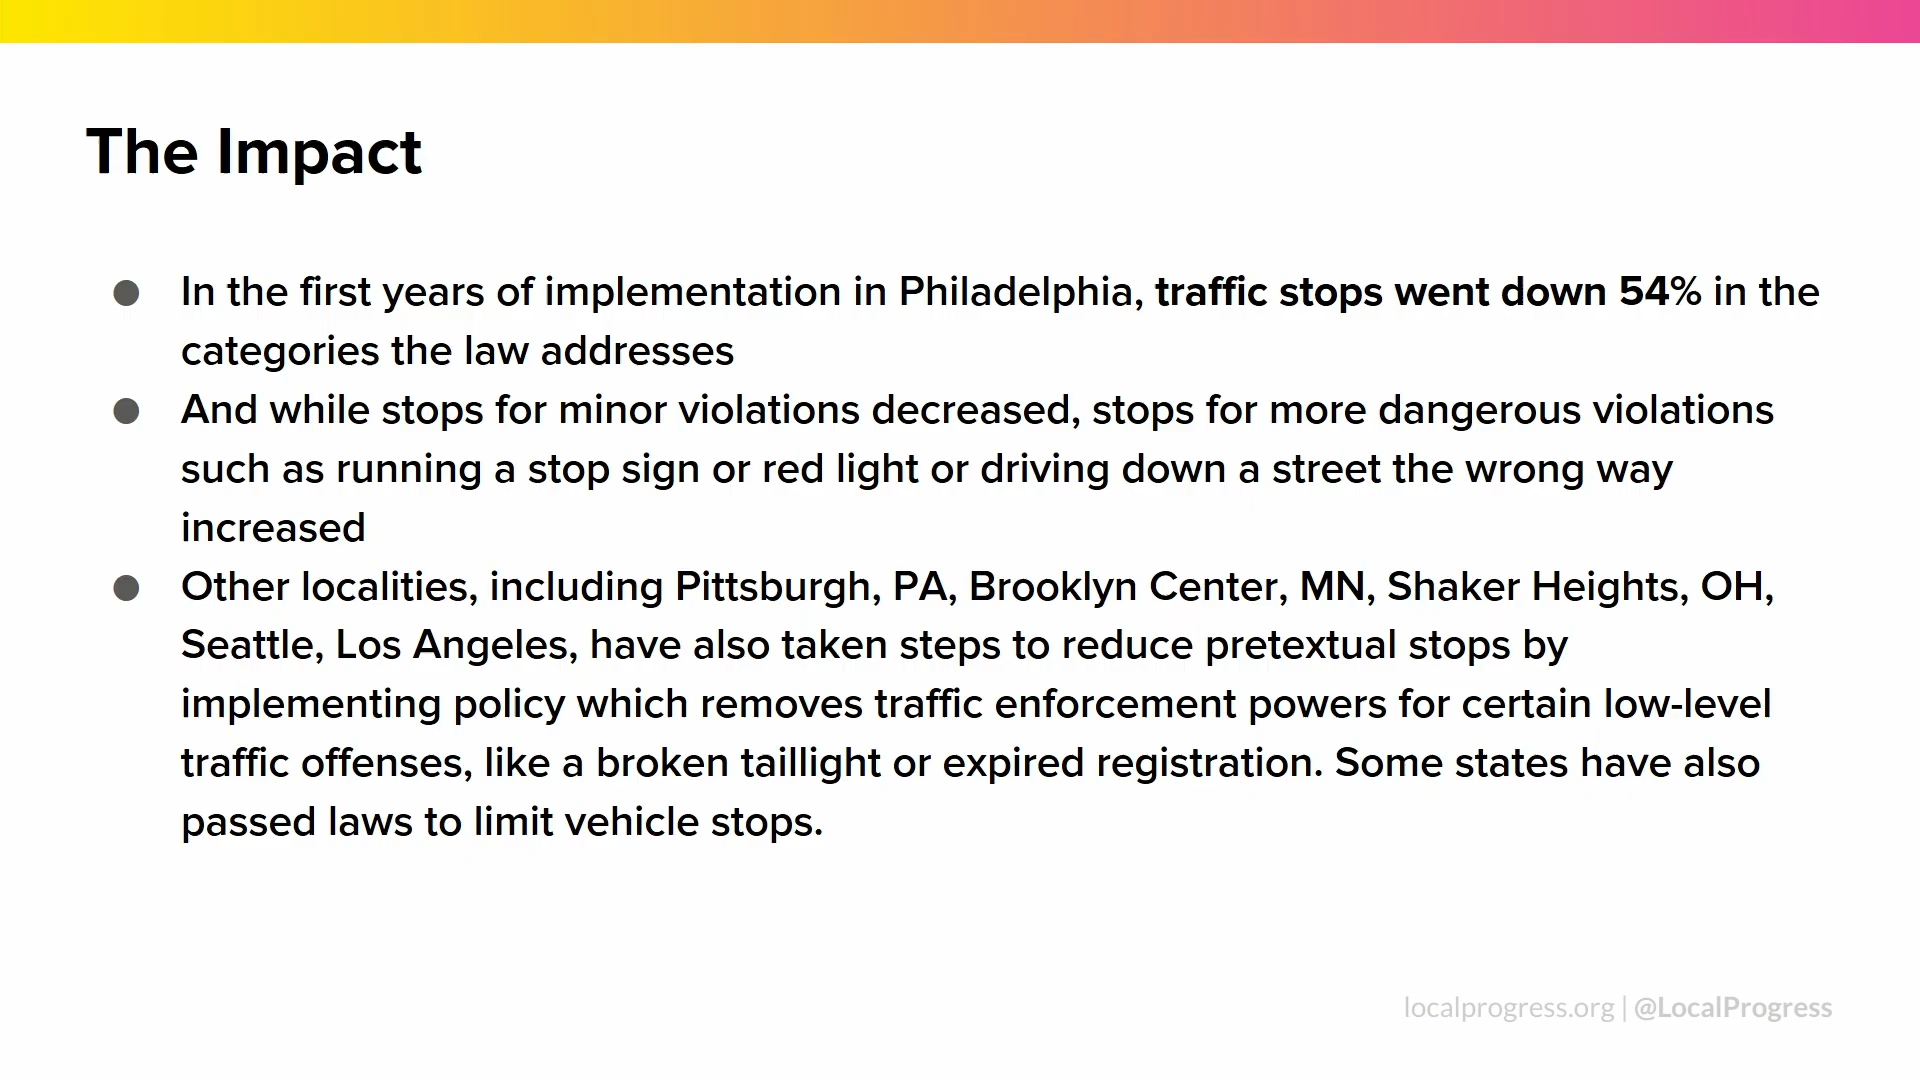 The Impact
● In the first years of implementation in Philadelphia, traffic stops went down 54% in the
categories the law addresses
● And while stops for minor violations decreased, stops for more dangerous violations
such as running a stop sign or red light or driving down a street the wrong way
increased
● Other localities, including Pittsburgh, PA, Brooklyn Center, MN, Shaker Heights, OH,
Seattle, Los Angeles, have also taken steps to reduce pretextual stops by
implementing policy which removes traffic enforcement powers for certain low-level
traffic offenses, like a broken taillight or expired registration. Some states have also
passed laws to limit vehicle stops.
localprogress.org | @LocalProgress